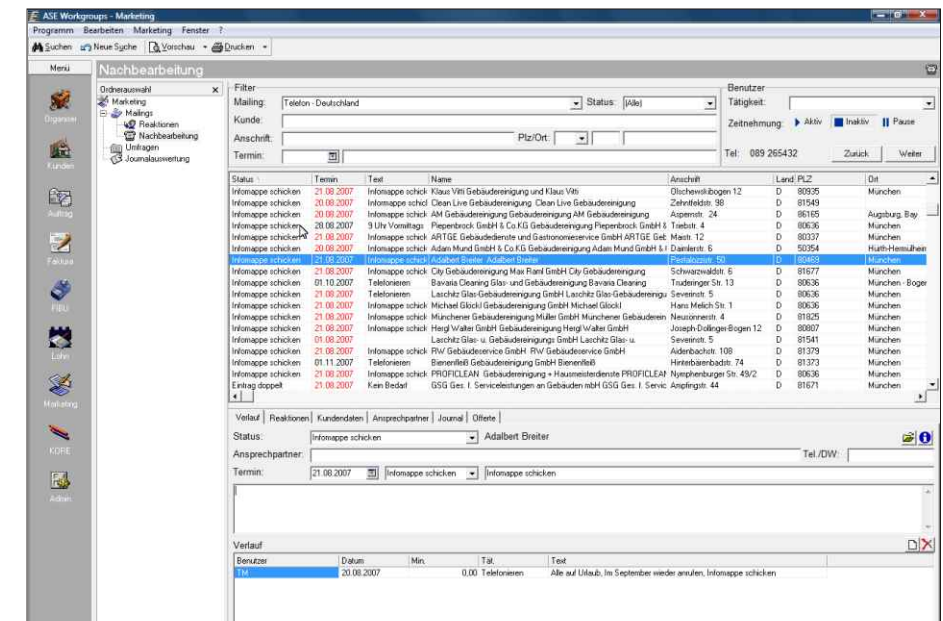 ASE Workgroups - Marketing
Programm Bearbeiten Marketing Fenster ?
Suchen Neue Suche Vorschau Drucken
Menü Nachbearbeitung
Organizer
Kunden
Auftrag
Faktura
FIBU
Lohn
Marketing
KORE
Admin
Ordnerauswahl x
Marketing
Mailings
Reaktionen
Nachbearbeitung
Umfragen
Journalauswertung
Filter
Mailing: Telefon - Deutschland Status: (Alle)
Kunde:
Anschrift: Plz/Ort:
Termin:
Benutzer
Tätigkeit:
Zeitnehmung: Aktiv Inaktiv Pause
Tel: 089 265432 Zurück Weiter
Status Termin Text Name Anschrift Land PLZ Ort
Infomappe schicken 21.08.2007 Infomappe schick Klaus Vitti Gebäudereinigung und Klaus Vitti Olschewskibogen 12 D 80935 München
Infomappe schicken 20.08.2007 Infomappe schicl Clean Live Gebäudereinigung Clean Live Gebäudereinigung Zehntfeldstr. 98 D 81549
Infomappe schicken 20.08.2007 Infomappe schick AM Gebäudereinigung Gebäudereinigung AM Gebäudereinigung Aspernstr. 24 D 86165 Augsburg, Bay
Infomappe schicken 28.08.2007 9 Uhr Vormittags Piepenbrock GmbH & Co.KG Gebäudereinigung Piepenbrock GmbH & Triebstr. 4 D 80636 München
Infomappe schicken 21.08.2007 Infomappe schick ARTGE Gebäudedienste und Gastronomieservice GmbH ARTGE Geb Maistr. 12 D 80337 München
Infomappe schicken 20.08.2007 Infomappe schick Adam Mund GmbH & Co.KG Gebäudereinigung Adam Mund GmbH & Daimlerstr. 6 D 50354 Hürth-Hermülhein
Infomappe schicken 21.08.2007 Infomappe schick Adalbert Breiter Adalbert Breiter Pestalozzistr. 50 D 80469 München
Infomappe schicken 21.08.2007 Infomappe schick City Gebäudereinigung Max Raml GmbH City Gebäudereinigung Schwarzwaldstr. 6 D 81677 München
Infomappe schicken 01.10.2007 Telefonieren Bavaria Cleaning Glas- und Gebäudereinigung Bavaria Cleaning Truderinger Str. 13 D 80636 München - Boger
Infomappe schicken 21.08.2007 Telefonieren Laschitz Glas-Gebäudereinigung GmbH Laschitz Glas-Gebäudereinigu Severinstr. 5 D 80636 München
Infomappe schicken 21.08.2007 Infomappe schick Michael Glöckl Gebäudereinigung GmbH Michael Glöckl Hans Mielich Str. 1 D 80636 München
Infomappe schicken 21.08.2007 Infomappe schick Münchener Gebäudereinigung Müller GmbH Münchener Gebäuderein Neusönnerstr. 4 D 81825 München
Infomappe schicken 21.08.2007 Infomappe schick Hergl Walter GmbH Gebäudereinigung Hergl Walter GmbH Joseph-Dollinger-Bogen 12 D 80807 München
Infomappe schicken 01.08.2007 Laschitz Glas- u. Gebäudereinigungs GmbH Laschitz Glas- u. Severinstr. 5 D 81541 München
Infomappe schicken 21.08.2007 Infomappe schick RW Gebäudeservice GmbH RW Gebäudeservice GmbH Aidenbachstr. 108 D 81379 München
Infomappe schicken 01.11.2007 Telefonieren Bienenfleiß Gebäudereinigung GmbH Bienenfleiß Hinterbärenbadstr. 74 D 81373 München
Infomappe schicken 21.08.2007 Infomappe schick PROFICLEAN Gebäudereinigung + Hausmeisterdienste PROFICLEAN Nymphenburger Str. 49/2 D 80636 München
Eintrag doppelt 21.08.2007 Kein Bedarf GSG Ges. f. Serviceleistungen an Gebäuden mbH GSG Ges. f. Servic Ampfingstr. 44 D 81671 München
Verlauf Reaktionen Kundendaten Ansprechpartner Journal Offerte
Status: Infomappe schicken Adalbert Breiter
Ansprechpartner: Tel./DW:
Termin: 21.08.2007 Infomappe schicken Infomappe schicken
Verlauf
Benutzer Datum Min. Tät. Text
TM 20.08.2007 0,00 Telefonieren Alle auf Urlaub, Im September wieder anrufen, Infomappe schicken